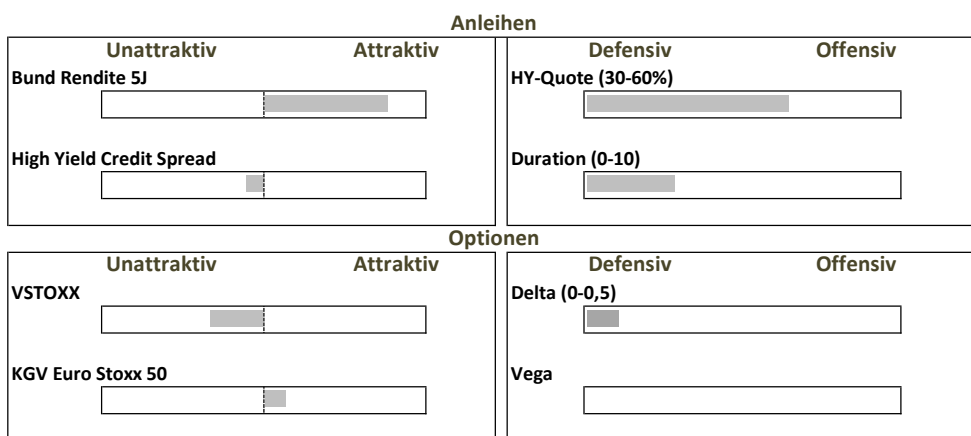 Anleihen
Unattraktiv Attraktiv
Bund Rendite 5J
High Yield Credit Spread
Defensiv Offensiv
HY-Quote (30-60%)
Duration (0-10)
Optionen
Unattraktiv Attraktiv
VSTOXX
KGV Euro Stoxx 50
Defensiv Offensiv
Delta (0-0,5)
Vega